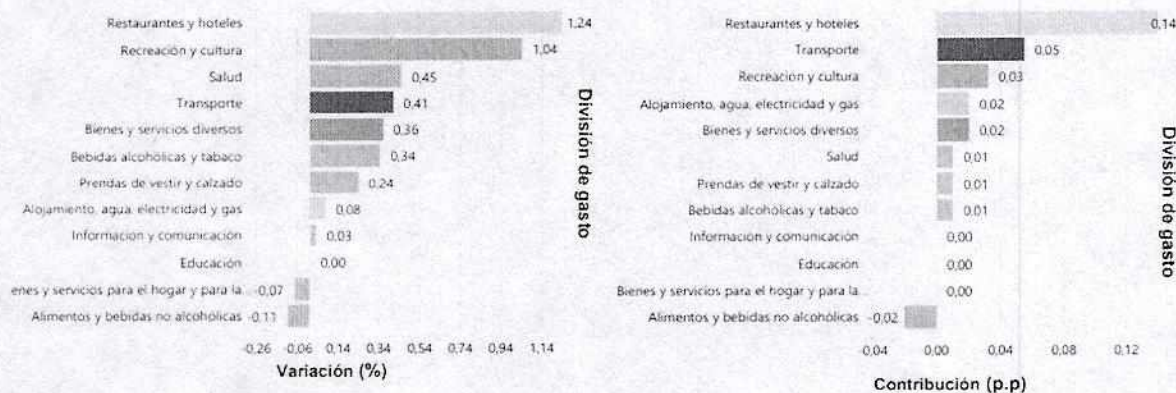 Restaurantes y hoteles 1,24
Recreación y cultura 1,04
Salud 0,45
Transporte 0,41
Bienes y servicios diversos 0,36
Bebidas alcohólicas y tabaco 0,34
Prendas de vestir y calzado 0,24
Alojamiento, agua, electricidad y gas 0,08
Información y comunicación 0,03
Educación 0,00
enes y servicios para el hogar y para la... -0,07
Alimentos y bebidas no alcohólicas -0,11
-0,26 -0,06 0,14 0,34 0,54 0,74 0,94 1,14
Variación (%)
División de gasto
Restaurantes y hoteles 0,14
Transporte 0,05
Recreación y cultura 0,03
Alojamiento, agua, electricidad y gas 0,02
Bienes y servicios diversos 0,02
Salud 0,01
Prendas de vestir y calzado 0,01
Bebidas alcohólicas y tabaco 0,01
Información y comunicación 0,00
Educación 0,00
Bienes y servicios para el hogar y para la... 0,00
Alimentos y bebidas no alcohólicas -0,02
-0,04 0,00 0,04 0,08 0,12
Contribución (p.p)
División de gasto